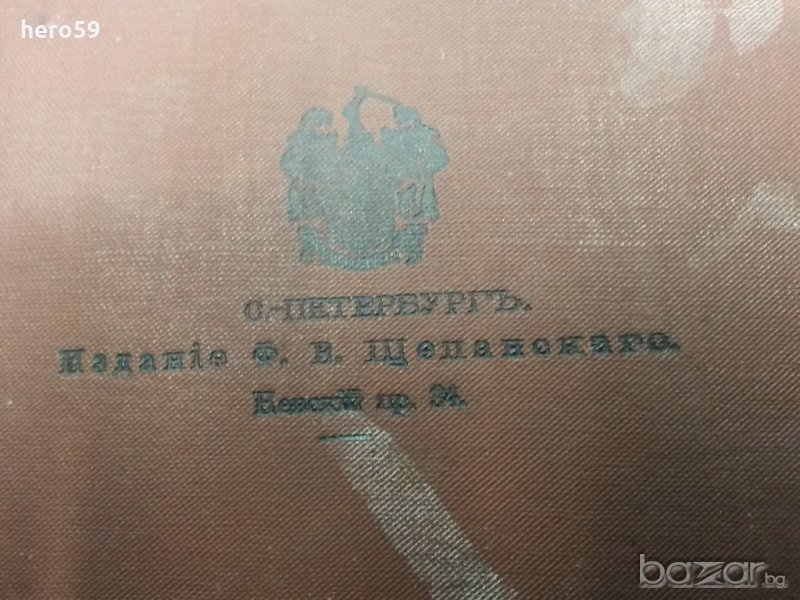 hero59
С.-ПЕТЕРБУРГЪ.
Изданіе Ф. В. Щепанскаго.
Невскій пр. 34.
bazar.bg